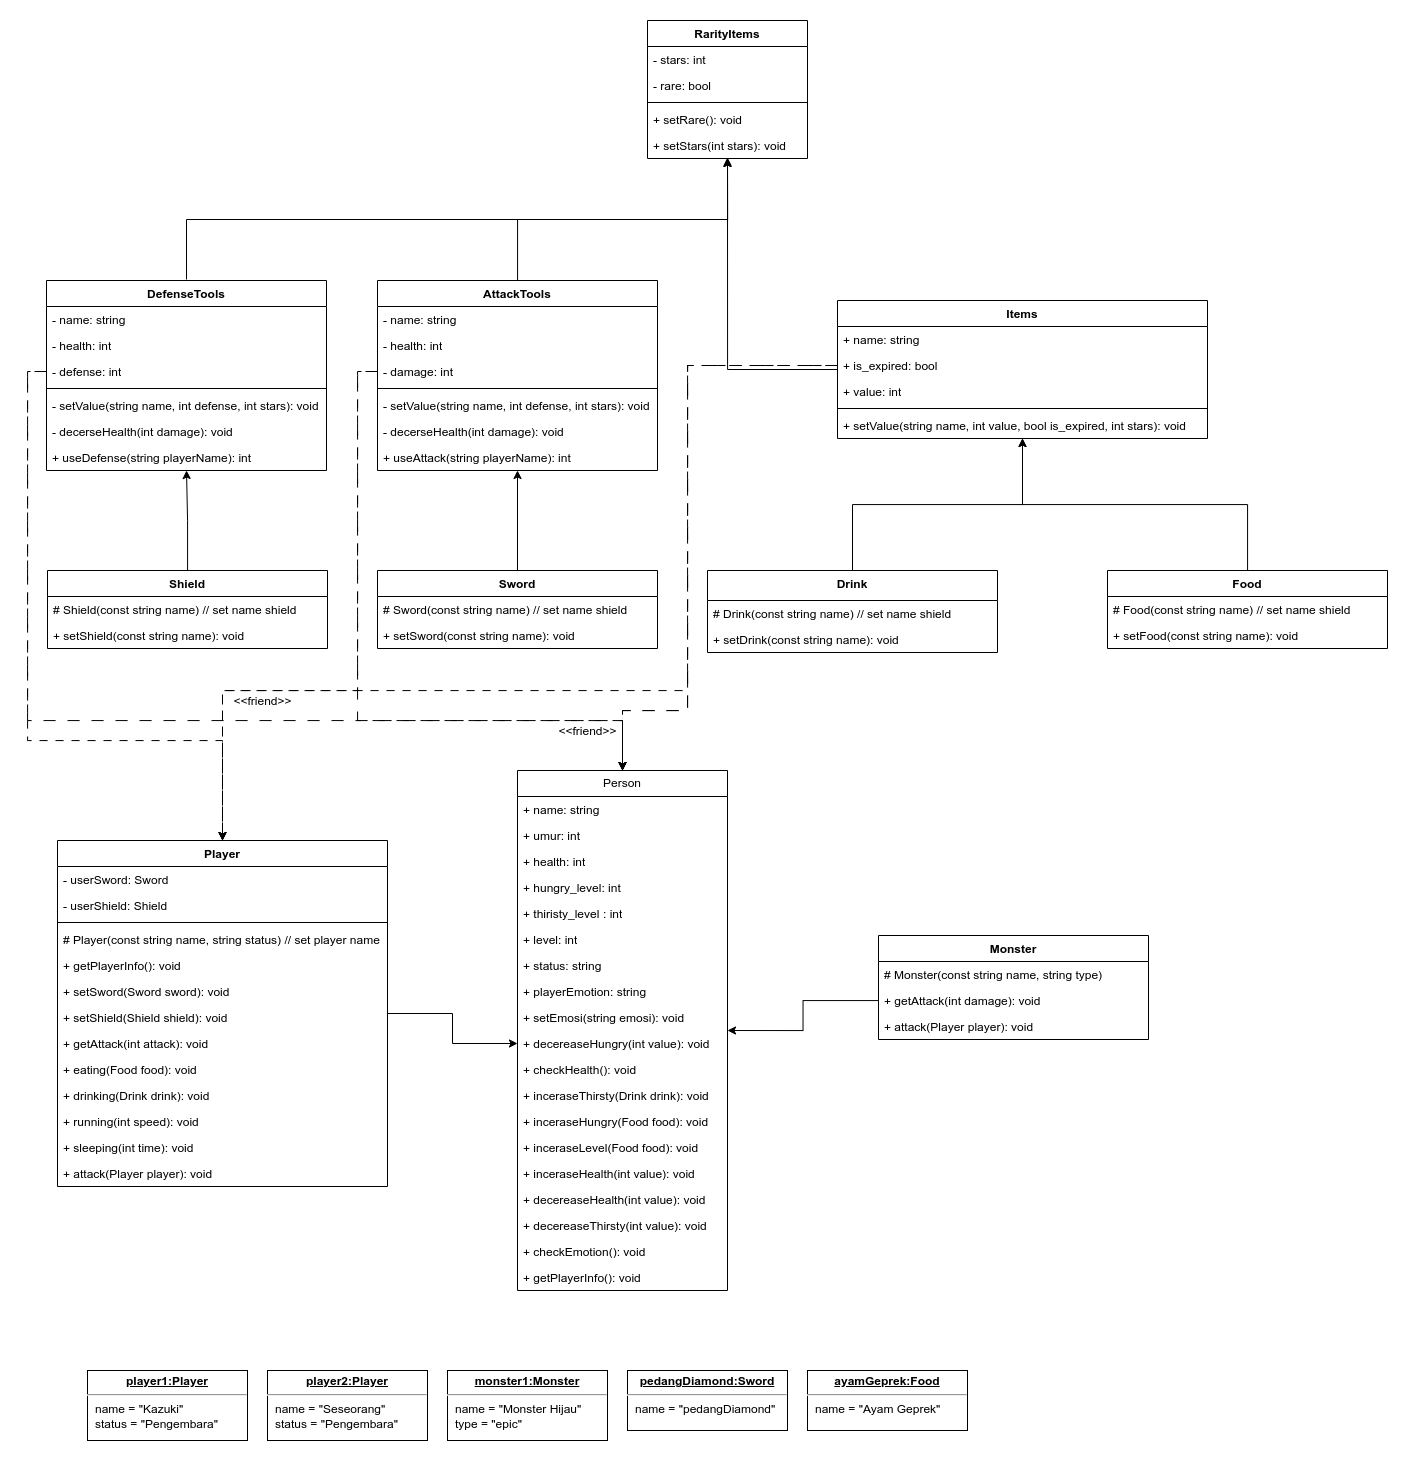 RarityItems
- stars: int
- rare: bool
+ setRare(): void
+ setStars(int stars): void
DefenseTools
- name: string
- health: int
- defense: int
- setValue(string name, int defense, int stars): void
- decerseHealth(int damage): void
+ useDefense(string playerName): int
AttackTools
- name: string
- health: int
- damage: int
- setValue(string name, int defense, int stars): void
- decerseHealth(int damage): void
+ useAttack(string playerName): int
Items
+ name: string
+ is_expired: bool
+ value: int
+ setValue(string name, int value, bool is_expired, int stars): void
Shield
# Shield(const string name) // set name shield
+ setShield(const string name): void
Sword
# Sword(const string name) // set name shield
+ setSword(const string name): void
Drink
# Drink(const string name) // set name shield
+ setDrink(const string name): void
Food
# Food(const string name) // set name shield
+ setFood(const string name): void
<<friend>>
<<friend>>
Player
- userSword: Sword
- userShield: Shield
# Player(const string name, string status) // set player name
+ getPlayerInfo(): void
+ setSword(Sword sword): void
+ setShield(Shield shield): void
+ getAttack(int attack): void
+ eating(Food food): void
+ drinking(Drink drink): void
+ running(int speed): void
+ sleeping(int time): void
+ attack(Player player): void
Person
+ name: string
+ umur: int
+ health: int
+ hungry_level: int
+ thiristy_level : int
+ level: int
+ status: string
+ playerEmotion: string
+ setEmosi(string emosi): void
+ decereaseHungry(int value): void
+ checkHealth(): void
+ inceraseThirsty(Drink drink): void
+ inceraseHungry(Food food): void
+ inceraseLevel(Food food): void
+ inceraseHealth(int value): void
+ decereaseHealth(int value): void
+ decereaseThirsty(int value): void
+ checkEmotion(): void
+ getPlayerInfo(): void
Monster
# Monster(const string name, string type)
+ getAttack(int damage): void
+ attack(Player player): void
player1:Player
name = "Kazuki"
status = "Pengembara"
player2:Player
name = "Seseorang"
status = "Pengembara"
monster1:Monster
name = "Monster Hijau"
type = "epic"
pedangDiamond:Sword
name = "pedangDiamond"
ayamGeprek:Food
name = "Ayam Geprek"